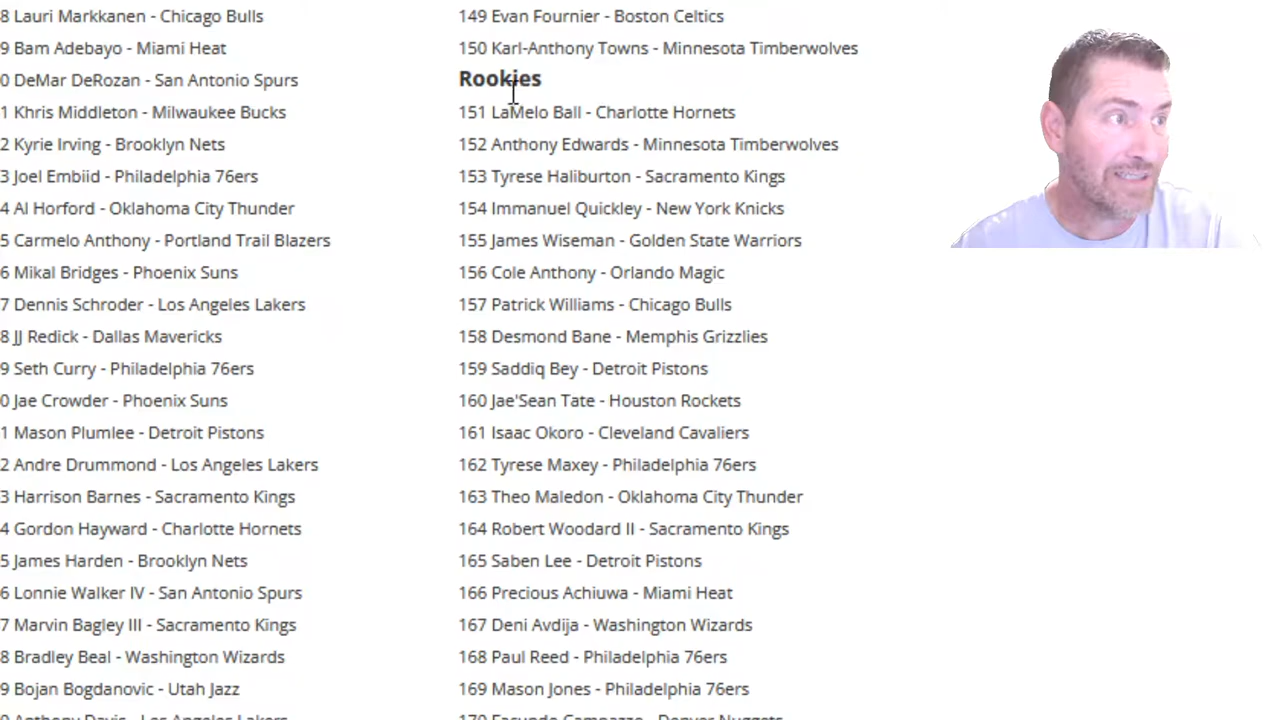 8 Lauri Markkanen - Chicago Bulls
9 Bam Adebayo - Miami Heat
0 DeMar DeRozan - San Antonio Spurs
1 Khris Middleton - Milwaukee Bucks
2 Kyrie Irving - Brooklyn Nets
3 Joel Embiid - Philadelphia 76ers
4 Al Horford - Oklahoma City Thunder
5 Carmelo Anthony - Portland Trail Blazers
6 Mikal Bridges - Phoenix Suns
7 Dennis Schroder - Los Angeles Lakers
8 JJ Redick - Dallas Mavericks
9 Seth Curry - Philadelphia 76ers
0 Jae Crowder - Phoenix Suns
1 Mason Plumlee - Detroit Pistons
2 Andre Drummond - Los Angeles Lakers
3 Harrison Barnes - Sacramento Kings
4 Gordon Hayward - Charlotte Hornets
5 James Harden - Brooklyn Nets
6 Lonnie Walker IV - San Antonio Spurs
7 Marvin Bagley III - Sacramento Kings
8 Bradley Beal - Washington Wizards
9 Bojan Bogdanovic - Utah Jazz
0 Anthony Davis - Los Angeles Lakers
149 Evan Fournier - Boston Celtics
150 Karl-Anthony Towns - Minnesota Timberwolves
Rookies
151 LaMelo Ball - Charlotte Hornets
152 Anthony Edwards - Minnesota Timberwolves
153 Tyrese Haliburton - Sacramento Kings
154 Immanuel Quickley - New York Knicks
155 James Wiseman - Golden State Warriors
156 Cole Anthony - Orlando Magic
157 Patrick Williams - Chicago Bulls
158 Desmond Bane - Memphis Grizzlies
159 Saddiq Bey - Detroit Pistons
160 Jae'Sean Tate - Houston Rockets
161 Isaac Okoro - Cleveland Cavaliers
162 Tyrese Maxey - Philadelphia 76ers
163 Theo Maledon - Oklahoma City Thunder
164 Robert Woodard II - Sacramento Kings
165 Saben Lee - Detroit Pistons
166 Precious Achiuwa - Miami Heat
167 Deni Avdija - Washington Wizards
168 Paul Reed - Philadelphia 76ers
169 Mason Jones - Philadelphia 76ers
170 Facundo Campazzo - Denver Nuggets